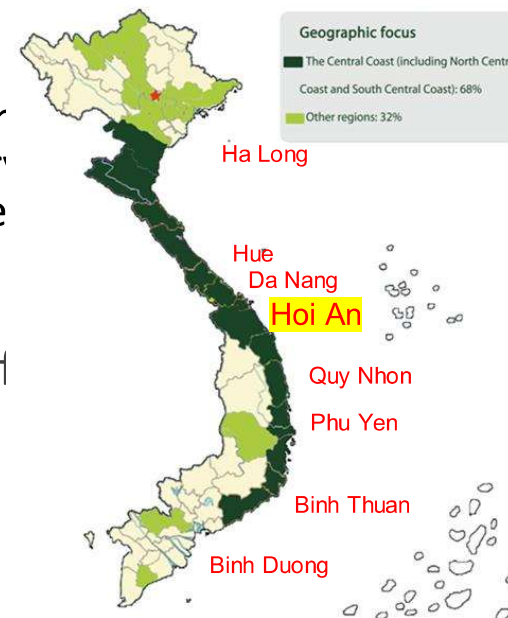 Geographic focus
The Central Coast (including North Centr
Coast and South Central Coast): 68%
Other regions: 32%
Ha Long
Hue
Da Nang
Hoi An
Quy Nhon
Phu Yen
Binh Thuan
Binh Duong